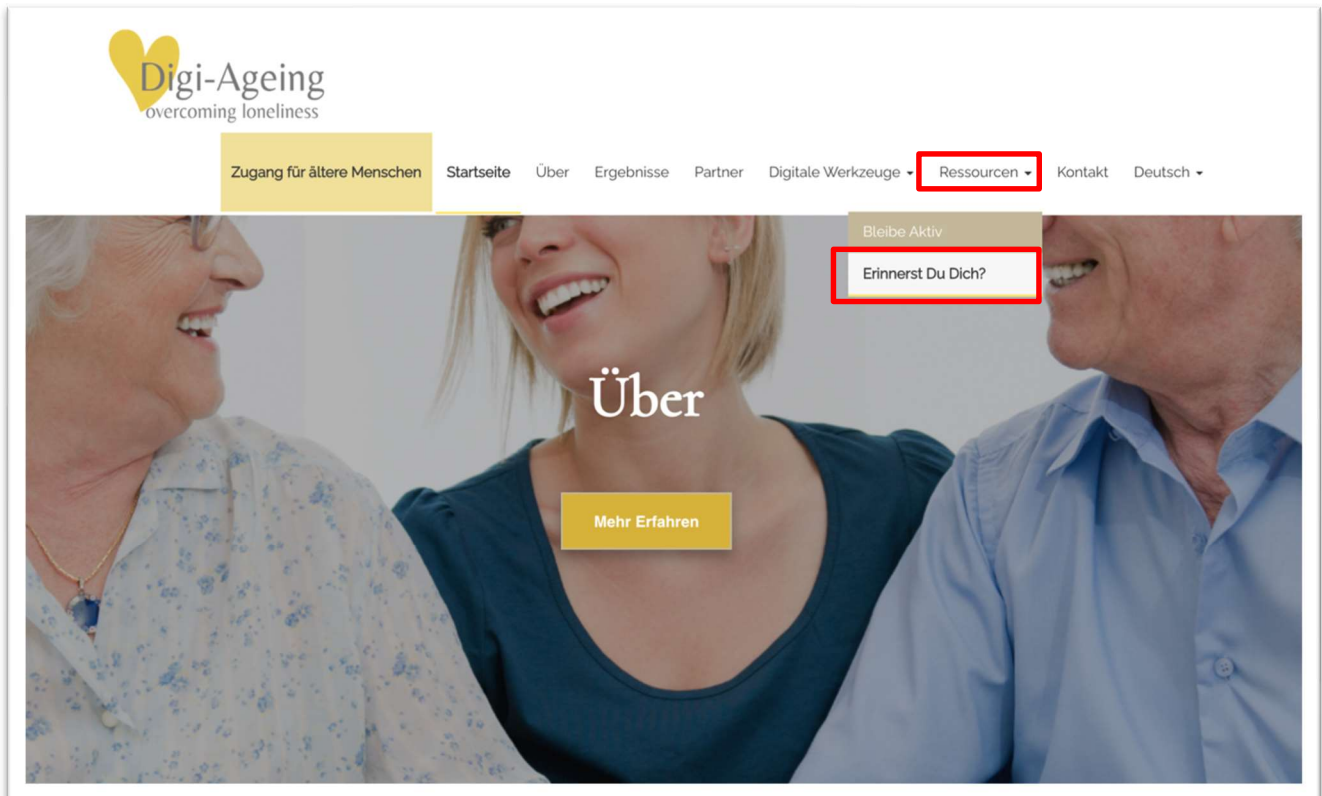 Digi-Ageing
overcoming loneliness
Zugang für ältere Menschen Startseite Über Ergebnisse Partner Digitale Werkzeuge Ressourcen Kontakt Deutsch
Bleibe Aktiv
Erinnerst Du Dich?
Über
Mehr Erfahren